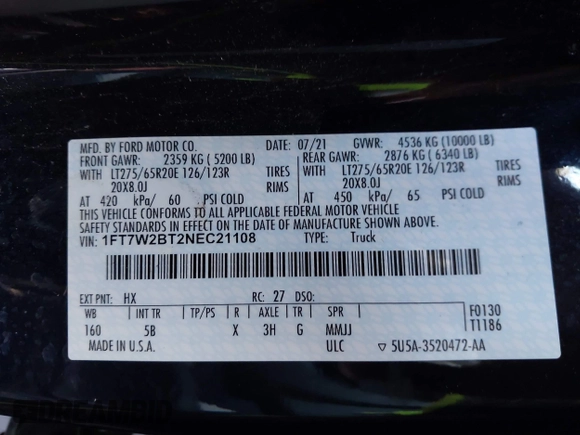 MFD. BY FORD MOTOR CO. DATE: 07/21 GVWR: 4536 KG (10000 LB)
FRONT GAWR: 2359 KG ( 5200 LB) REAR GAWR: 2876 KG ( 6340 LB)
WITH LT275/65R20E 126/123R TIRES WITH LT275/65R20E 126/123R TIRES
20X8.0J RIMS 20X8.0J RIMS
AT 420 kPa/ 60 PSI COLD AT 450 kPa/ 65 PSI COLD
THIS VEHICLE CONFORMS TO ALL APPLICABLE FEDERAL MOTOR VEHICLE
SAFETY STANDARDS IN EFFECT ON THE DATE OF MANUFACTURE SHOWN ABOVE.
VIN: 1FT7W2BT2NEC21108 TYPE: Truck
EXT PNT: HX RC: 27 DSO:
WB INT TR TP/PS R AXLE TR SPR F0130
160 5B X 3H G MMJJ T1186
MADE IN U.S.A. ULC ▽ 5U5A-3520472-AA